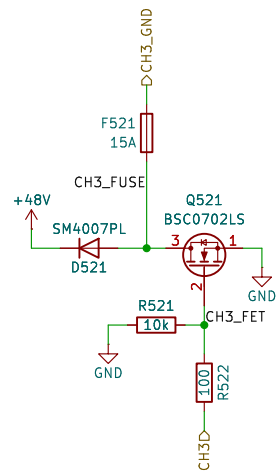 CH3_GND
F521
15A
CH3_FUSE
+48V
SM4007PL
D521
Q521
BSC0702LS
3
1
2
GND
R521
10k
CH3_FET
GND
100
R522
CH3